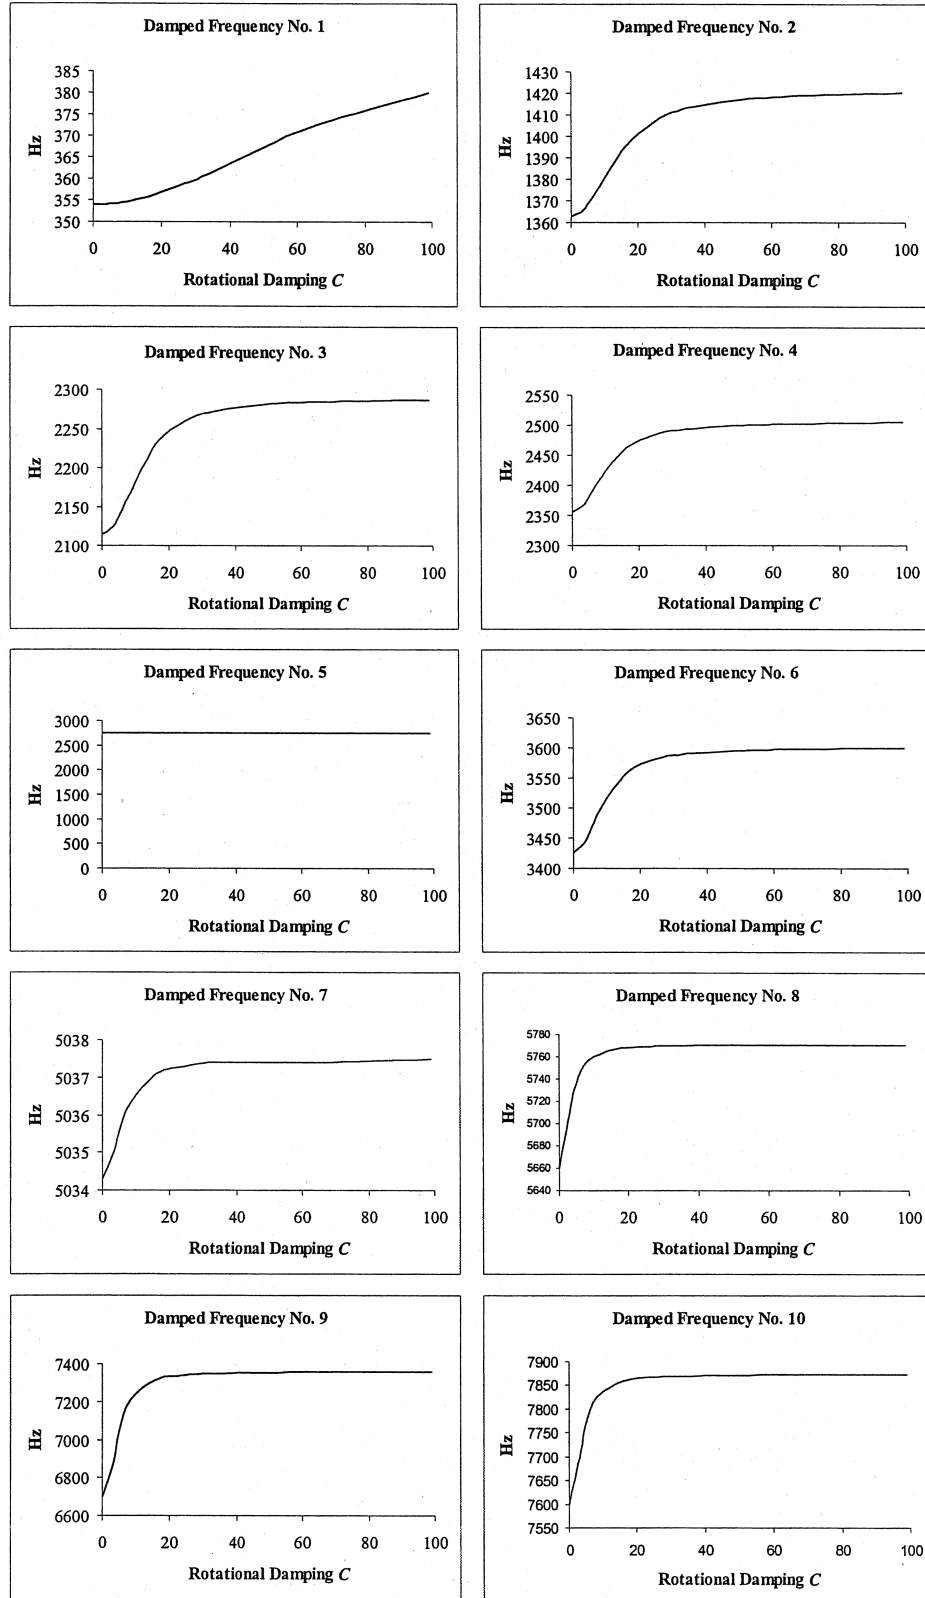 Damped Frequency No. 1
385
380
375
370
365
360
355
350
Hz
0 20 40 60 80 100
Rotational Damping C
Damped Frequency No. 2
1430
1420
1410
1400
1390
1380
1370
1360
Hz
0 20 40 60 80 100
Rotational Damping C
Damped Frequency No. 3
2300
2250
2200
2150
2100
Hz
0 20 40 60 80 100
Rotational Damping C
Damped Frequency No. 4
2550
2500
2450
2400
2350
2300
Hz
0 20 40 60 80 100
Rotational Damping C
Damped Frequency No. 5
3000
2500
2000
1500
1000
500
0
Hz
0 20 40 60 80 100
Rotational Damping C
Damped Frequency No. 6
3650
3600
3550
3500
3450
3400
Hz
0 20 40 60 80 100
Rotational Damping C
Damped Frequency No. 7
5038
5037
5036
5035
5034
Hz
0 20 40 60 80 100
Rotational Damping C
Damped Frequency No. 8
5780
5760
5740
5720
5700
5680
5660
5640
Hz
0 20 40 60 80 100
Rotational Damping C
Damped Frequency No. 9
7400
7200
7000
6800
6600
Hz
0 20 40 60 80 100
Rotational Damping C
Damped Frequency No. 10
7900
7850
7800
7750
7700
7650
7600
7550
Hz
0 20 40 60 80 100
Rotational Damping C